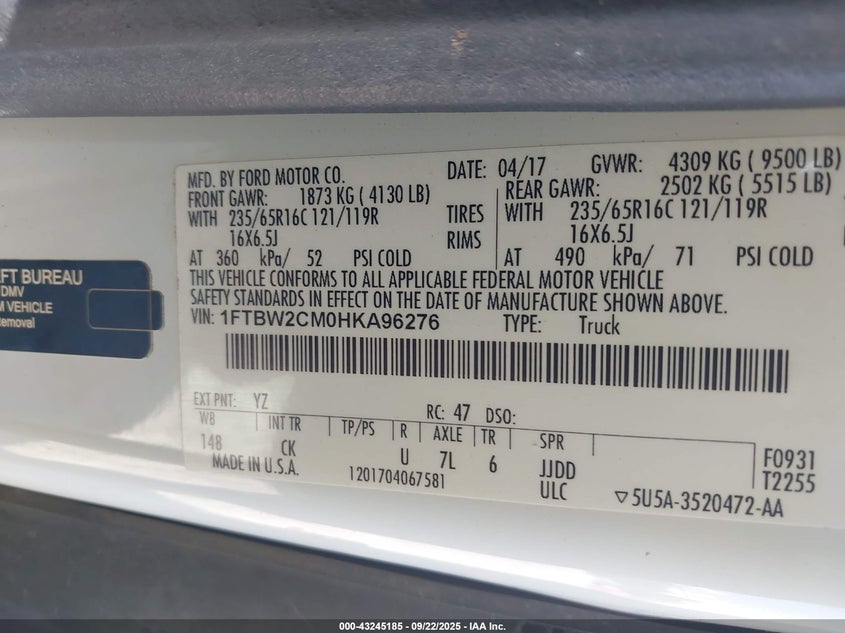 MFD. BY FORD MOTOR CO. DATE: 04/17 GVWR: 4309 KG ( 9500 LB)
FRONT GAWR: 1873 KG ( 4130 LB) REAR GAWR: 2502 KG ( 5515 LB)
WITH 235/65R16C 121/119R TIRES WITH 235/65R16C 121/119R
16X6.5J RIMS 16X6.5J
AT 360 kPa/ 52 PSI COLD AT 490 kPa/ 71 PSI COLD
THIS VEHICLE CONFORMS TO ALL APPLICABLE FEDERAL MOTOR VEHICLE
SAFETY STANDARDS IN EFFECT ON THE DATE OF MANUFACTURE SHOWN ABOVE.
VIN: 1FTBW2CM0HKA96276 TYPE: Truck
EXT PNT: YZ RC: 47 DSO:
WB INT TR TP/PS R AXLE TR SPR
148 CK U 7L 6 JJDD F0931
MADE IN U.S.A. 1201704067581 ULC T2255
▽5U5A-3520472-AA
BUREAU
DMV
VEHICLE
000-43245185 - 09/22/2025 - IAA Inc.